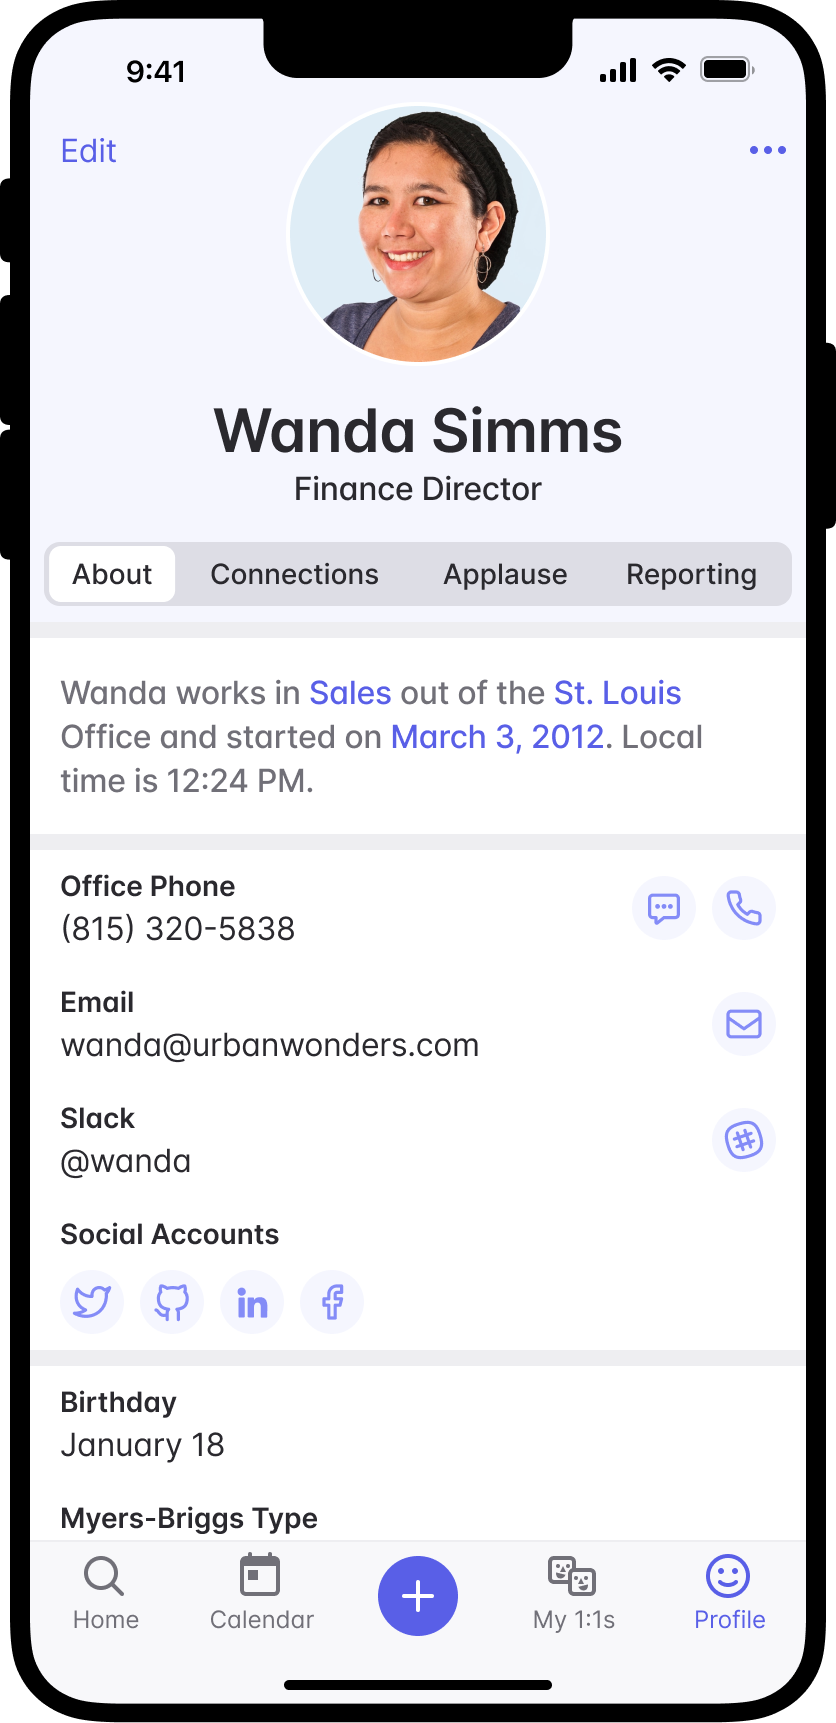 9:41
Edit
Wanda Simms
Finance Director
About Connections Applause Reporting
Wanda works in Sales out of the St. Louis
Office and started on March 3, 2012. Local
time is 12:24 PM.
Office Phone
(815) 320-5838
Email
wanda@urbanwonders.com
Slack
@wanda
Social Accounts
in
Birthday
January 18
Myers-Briggs Type
Home Calendar My 1:1s Profile